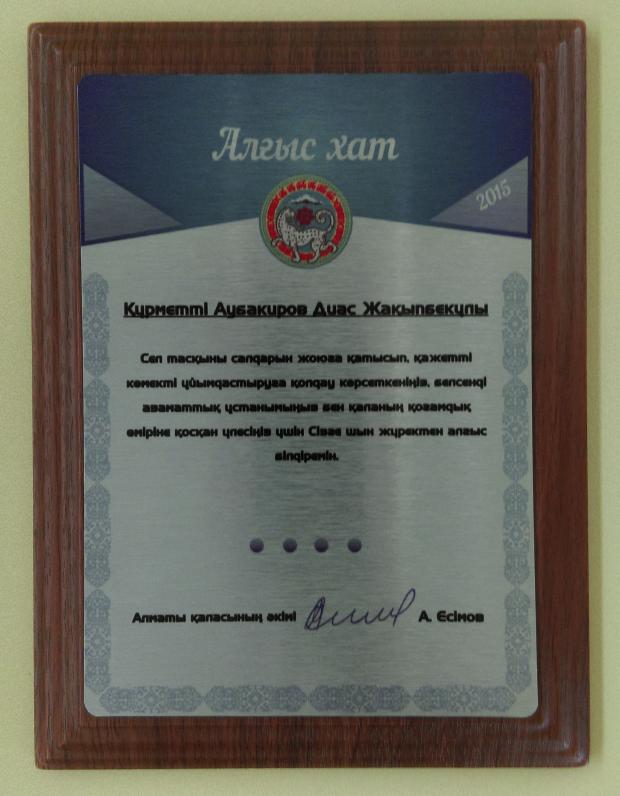 Алғыс хат
2015
Құрметті Аубакиров Диас Жақыпбекұлы
Сел тасқыны салдарын жоюға қатысып, қажетті
көмекті ұйымдастыруға қолдау көрсеткеніңіз, белсенді
азаматтық ұстанымыңыз бен қаланың қоғамдық
өміріне қосқан үлесіңіз үшін Сізге шын жүректен алғыс
білдіремін.
Алматы қаласының әкімі А. Есімов